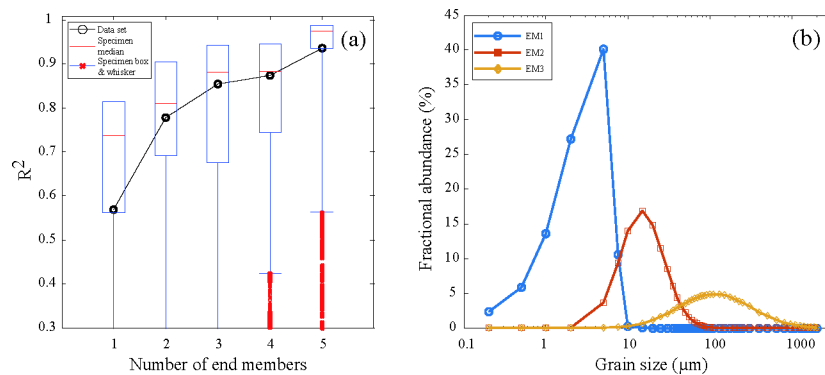 (a)
Data set
Specimen
median
Specimen box
& whisker
1
0.9
0.8
0.7
0.6
0.5
0.4
0.3
R²
1 2 3 4 5
Number of end members
(b)
EM1
EM2
EM3
45
40
35
30
25
20
15
10
5
0
Fractional abundance (%)
0.1 1 10 100 1000
Grain size (μm)